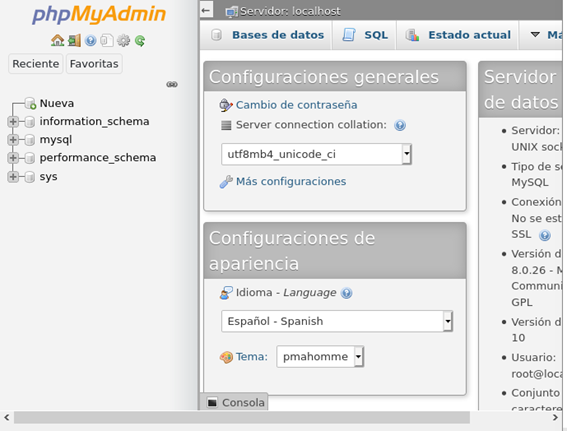 phpMyAdmin
Reciente Favoritas
Nueva
information_schema
mysql
performance_schema
sys
Servidor: localhost
Bases de datos SQL Estado actual
Configuraciones generales
Cambio de contraseña
Server connection collation:
utf8mb4_unicode_ci
Más configuraciones
Configuraciones de
apariencia
Idioma - Language
Español - Spanish
Tema: pmahomme
Consola
Servidor
de datos
Servidor:
UNIX sock
Tipo de se
MySQL
Conexión
No se est
SSL
Versión d
8.0.26 - M
Communi
GPL
Versión d
10
Usuario:
root@loca
Conjunto
caractere